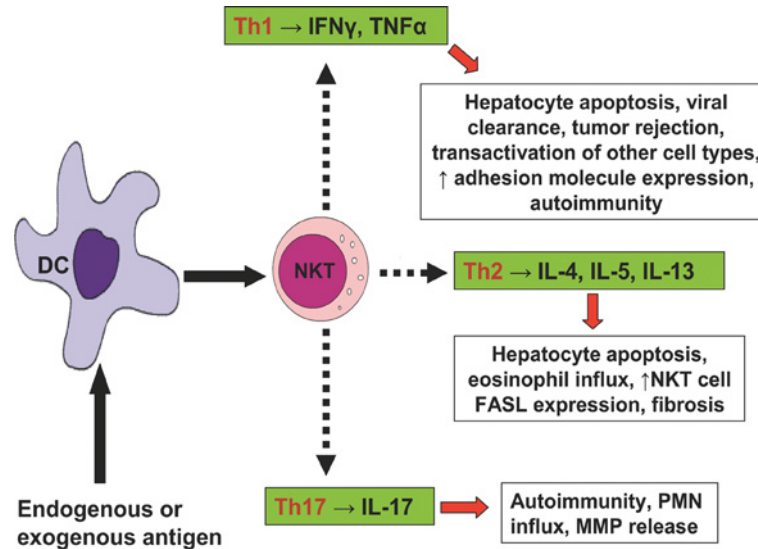 Th1 → IFNγ, TNFα
Hepatocyte apoptosis, viral
clearance, tumor rejection,
transactivation of other cell types,
↑ adhesion molecule expression,
autoimmunity
DC
NKT
Th2 → IL-4, IL-5, IL-13
Hepatocyte apoptosis,
eosinophil influx, ↑NKT cell
FASL expression, fibrosis
Endogenous or
exogenous antigen
Th17 → IL-17
Autoimmunity, PMN
influx, MMP release